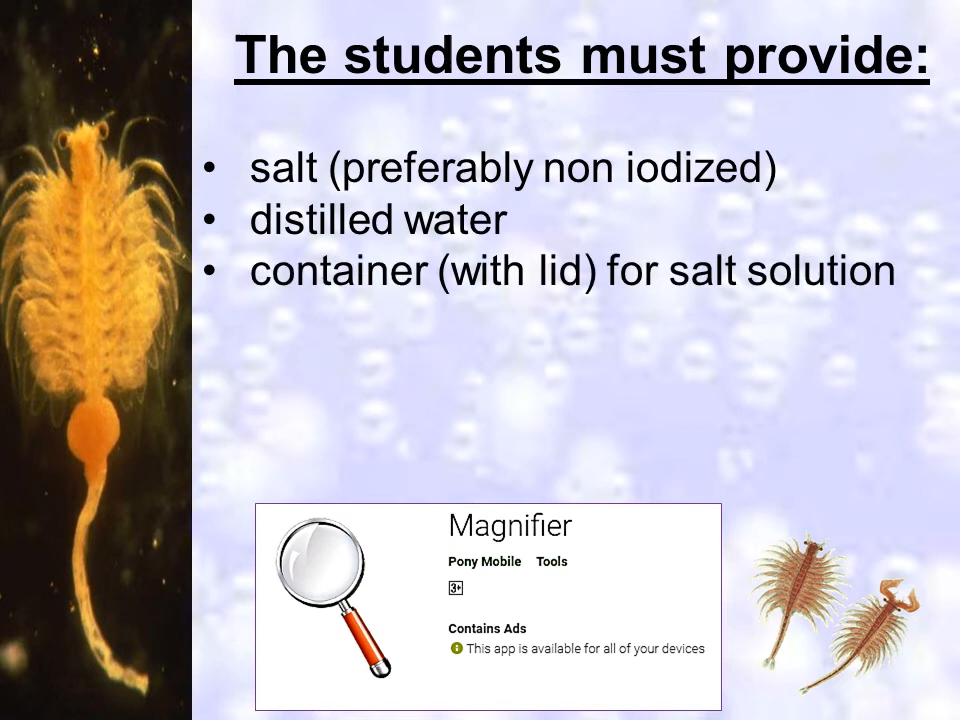 The students must provide:
• salt (preferably non iodized)
• distilled water
• container (with lid) for salt solution
Magnifier
Pony Mobile Tools
3+
Contains Ads
This app is available for all of your devices